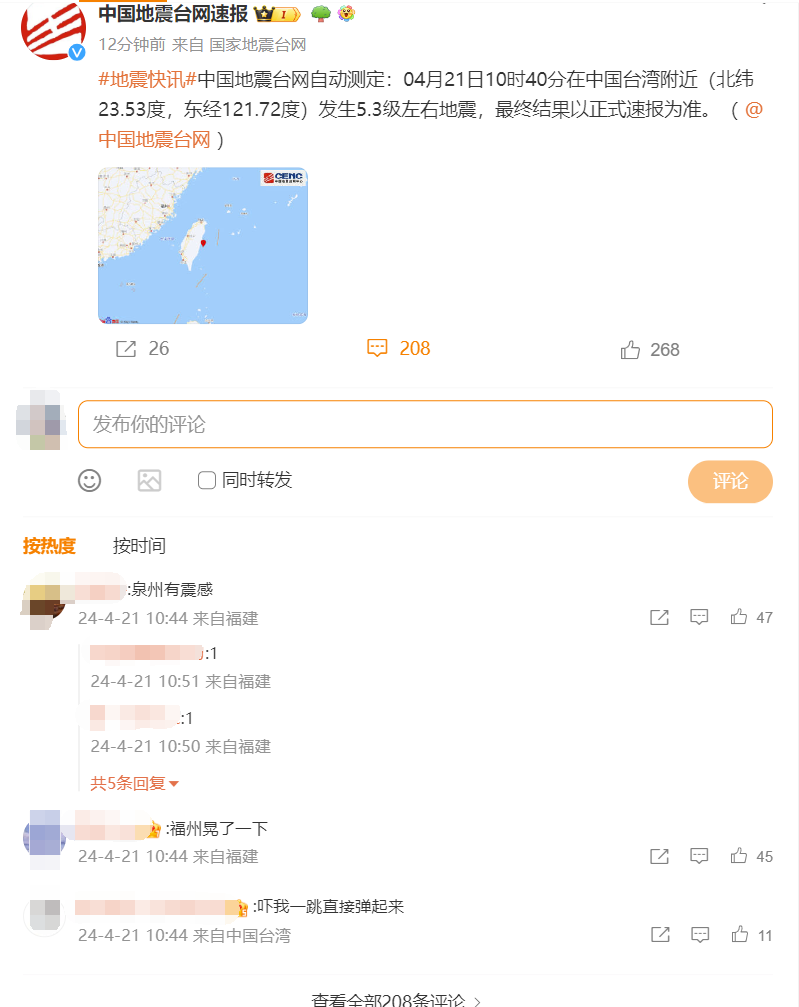 中国地震台网速报 I
12分钟前 来自 国家地震台网
#地震快讯#中国地震台网自动测定：04月21日10时40分在中国台湾附近（北纬
23.53度，东经121.72度）发生5.3级左右地震，最终结果以正式速报为准。（ @
中国地震台网 ）
CENC
26
208
268
发布你的评论
同时转发
评论
按热度 按时间
:泉州有震感
24-4-21 10:44 来自福建
47
:1
24-4-21 10:51 来自福建
:1
24-4-21 10:50 来自福建
共5条回复
:福州晃了一下
24-4-21 10:44 来自福建
45
:吓我一跳直接弹起来
24-4-21 10:44 来自中国台湾
11
查看全部208条评论